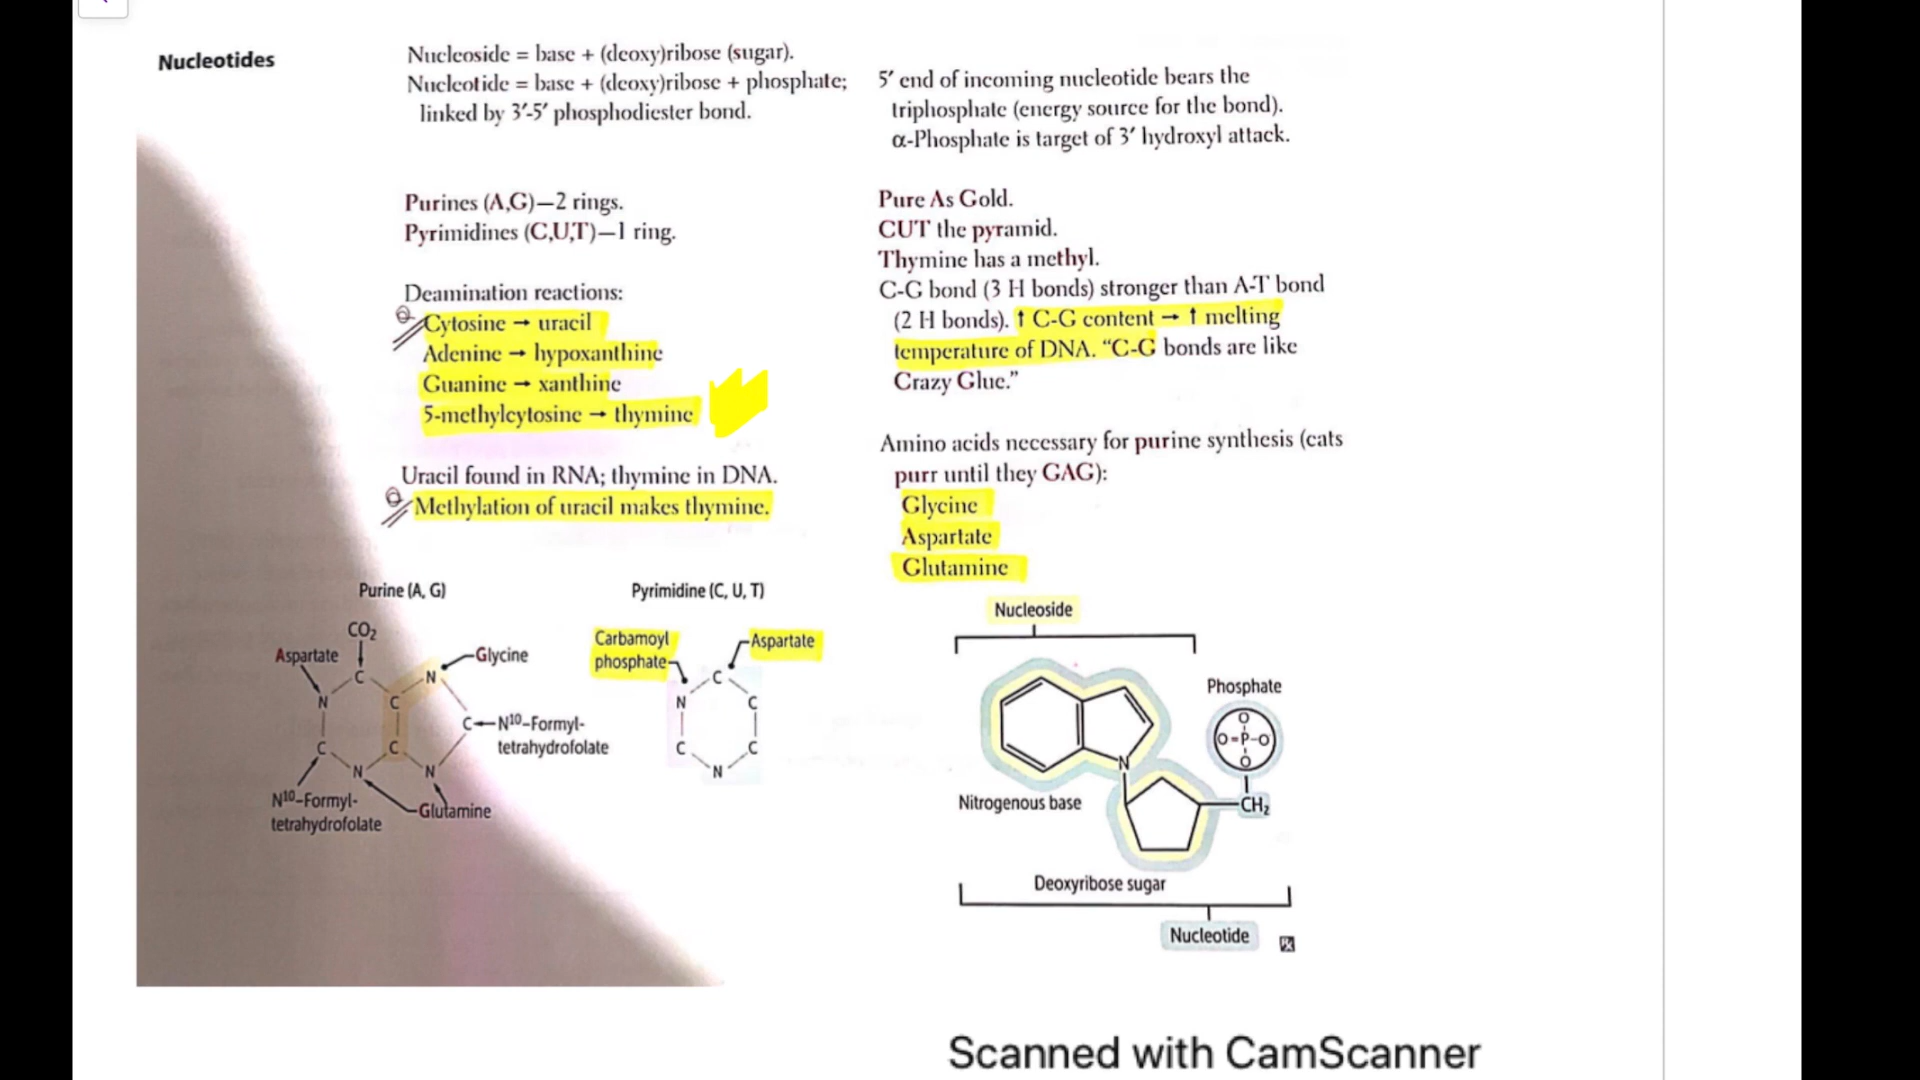 Nucleotides
Nucleoside = base + (deoxy)ribose (sugar).
Nucleotide = base + (deoxy)ribose + phosphate;
linked by 3′-5′ phosphodiester bond.
5′ end of incoming nucleotide bears the
triphosphate (energy source for the bond).
α-Phosphate is target of 3′ hydroxyl attack.
Purines (A,G)—2 rings.
Pyrimidines (C,U,T)—1 ring.
Pure As Gold.
CUT the pyramid.
Thymine has a methyl.
Deamination reactions:
Cytosine → uracil
Adenine → hypoxanthine
Guanine → xanthine
5-methylcytosine → thymine
C-G bond (3 H bonds) stronger than A-T bond
(2 H bonds). ↑ C-G content → ↑ melting
temperature of DNA. “C-G bonds are like
Crazy Glue.”
Uracil found in RNA; thymine in DNA.
Methylation of uracil makes thymine.
Amino acids necessary for purine synthesis (cats
purr until they GAG):
Glycine
Aspartate
Glutamine
Purine (A, G)
CO₂
Aspartate
Glycine
C
N
N
C
C
C
C
N
N
N¹⁰–Formyl-
tetrahydrofolate
N¹⁰–Formyl-
tetrahydrofolate
Glutamine
Pyrimidine (C, U, T)
Carbamoyl
phosphate
Aspartate
C
N
C
C
C
N
Nucleoside
Phosphate
O
O=P–O
O
N
CH₂
Nitrogenous base
Deoxyribose sugar
Nucleotide
Rx
Scanned with CamScanner